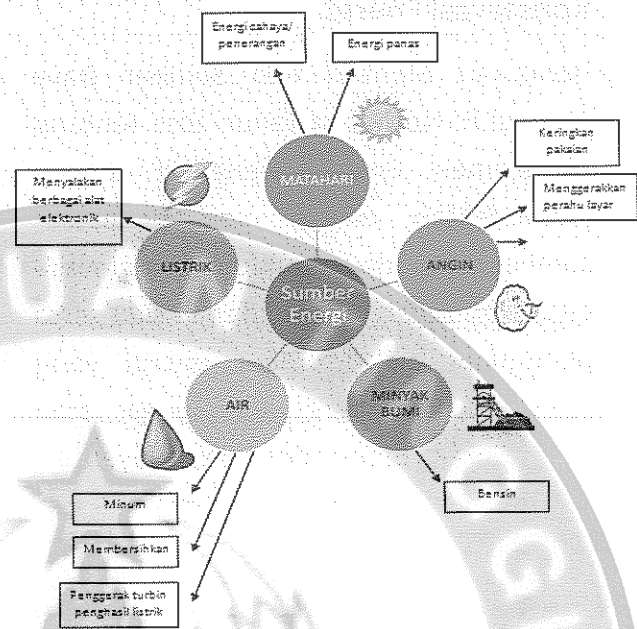 Energi cahaya/
penerangan
Energi panas
MATAHARI
Keringkan
pakaian
Menggerakkan
perahu layar
ANGIN
Menyalakan
berbagai alat
elektronik
LISTRIK
Sumber
Energi
AIR
MINYAK
BUMI
Minum
Membersihkan
Penggerak turbin
penghasil listrik
Bensin